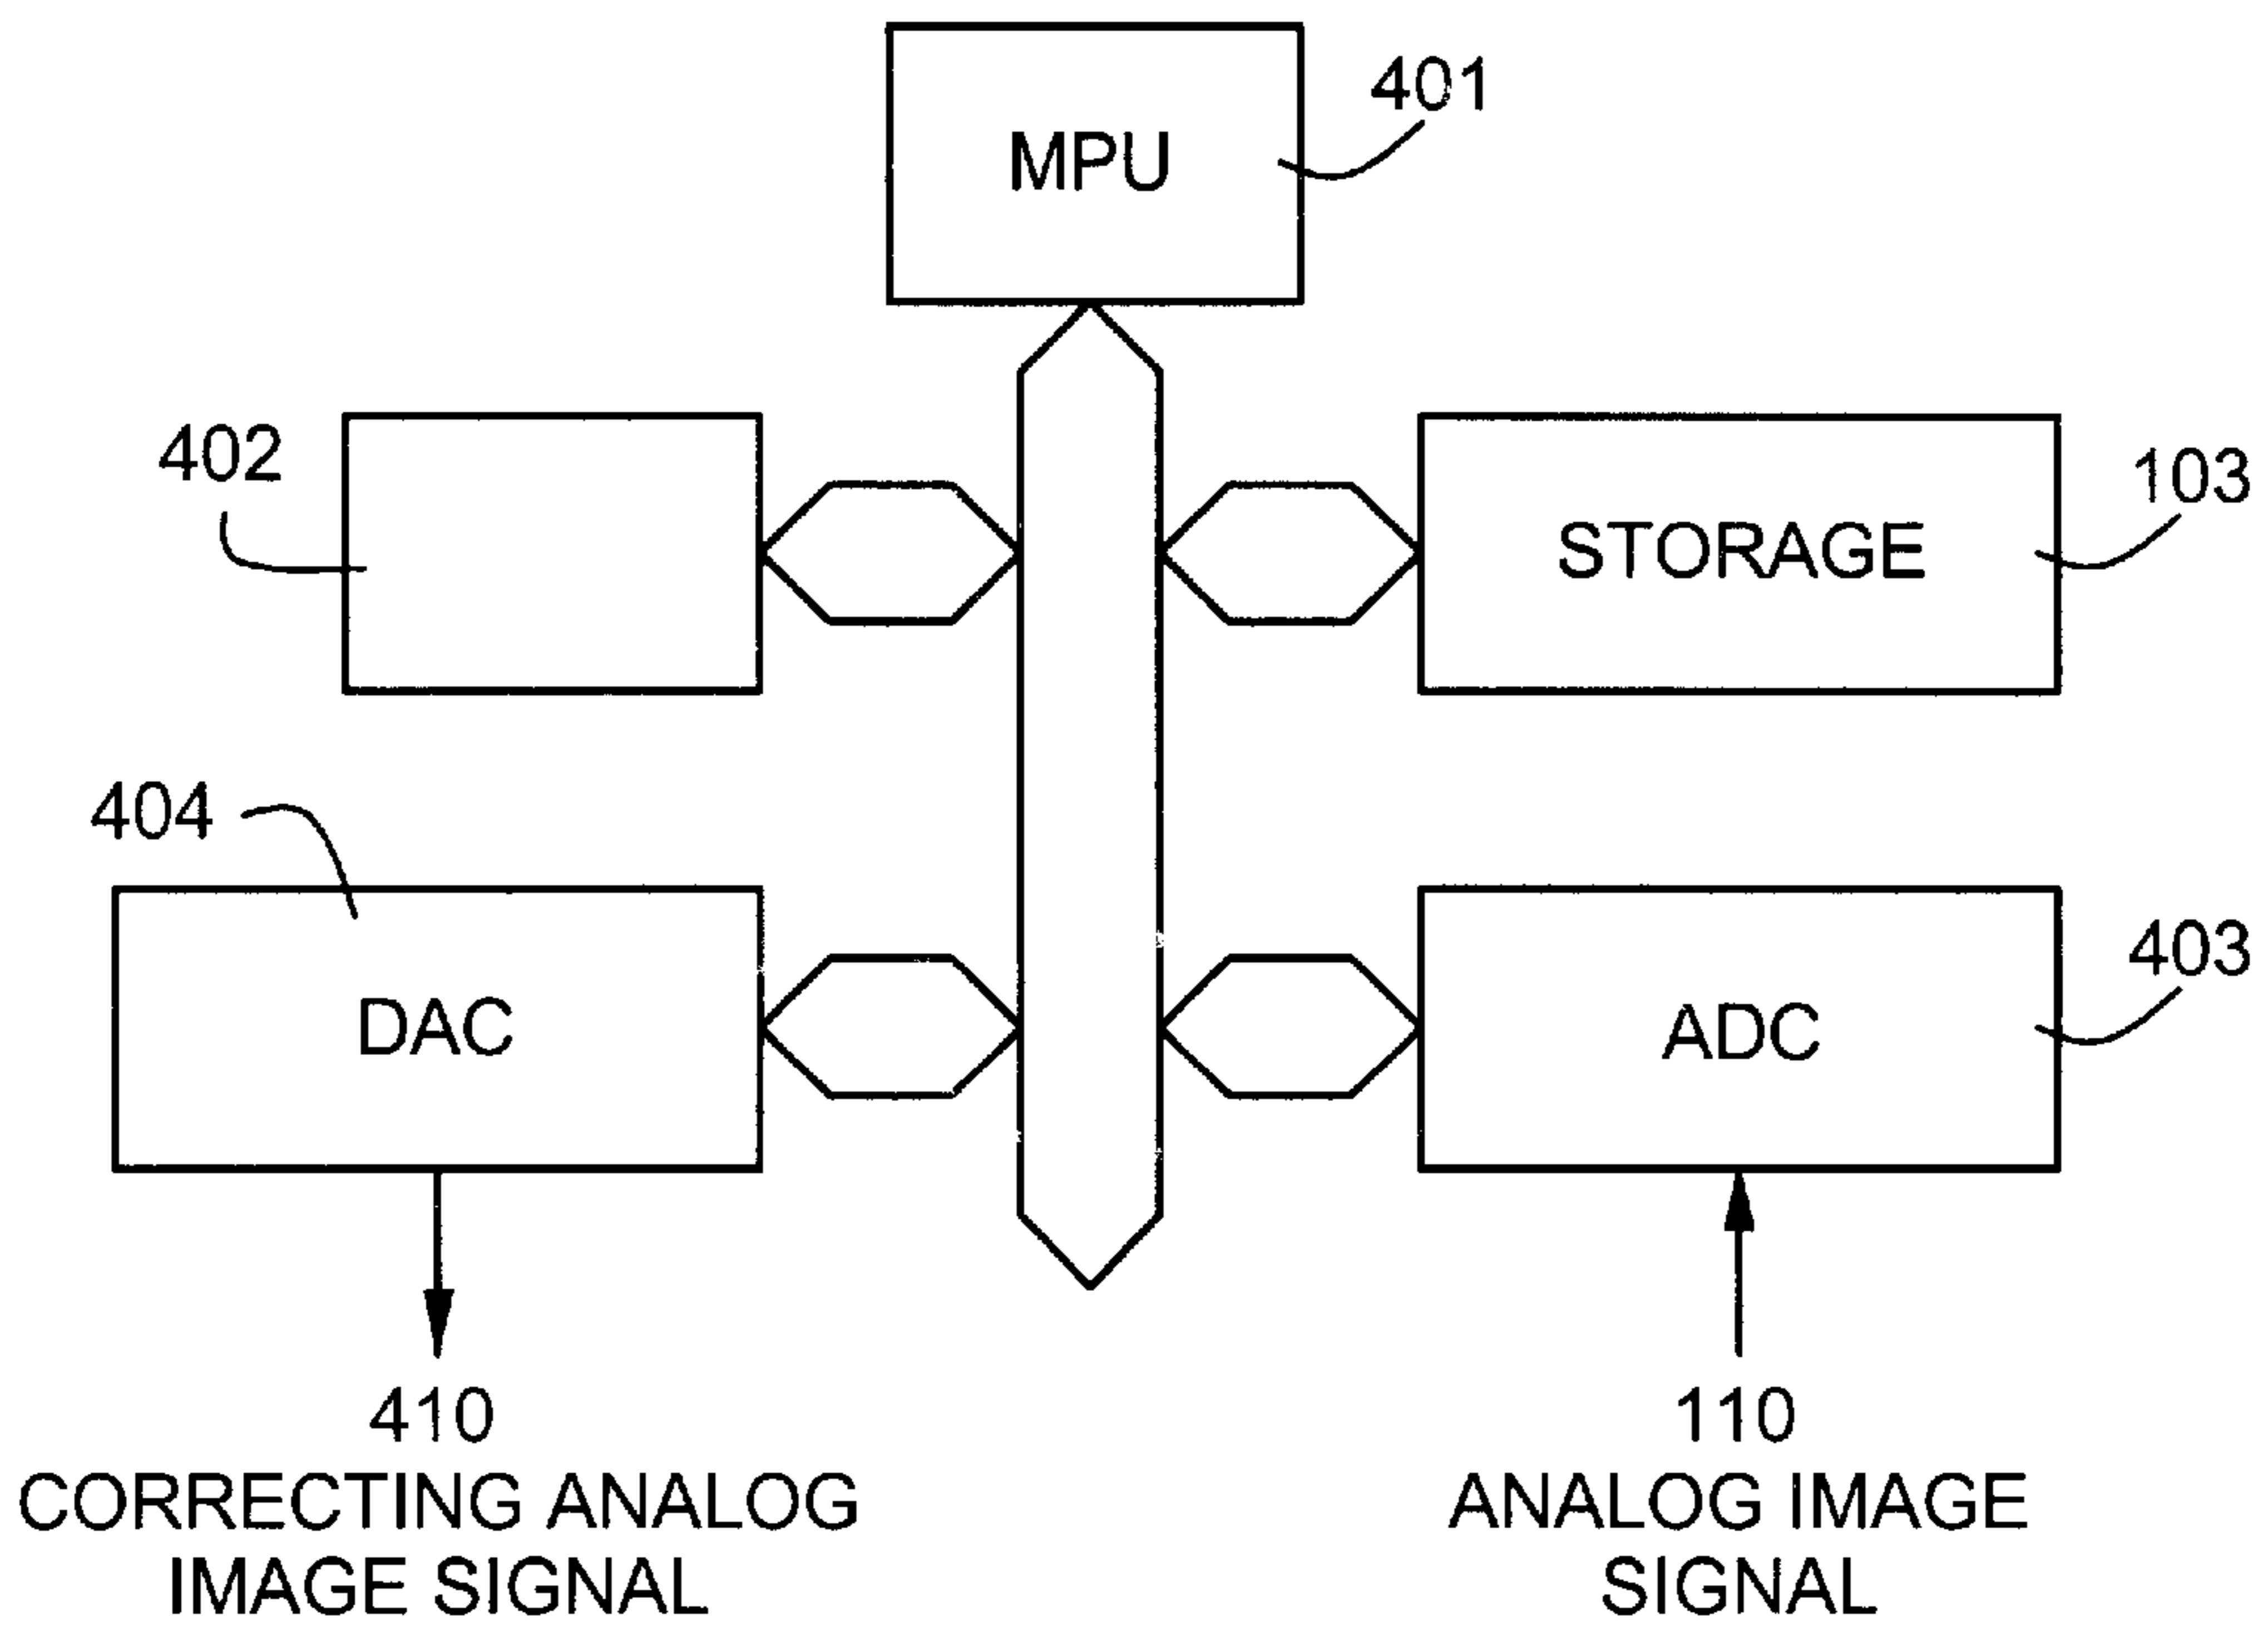 401
MPU
402
103
STORAGE
404
403
DAC
ADC
410
CORRECTING ANALOG
IMAGE SIGNAL
110
ANALOG IMAGE
SIGNAL